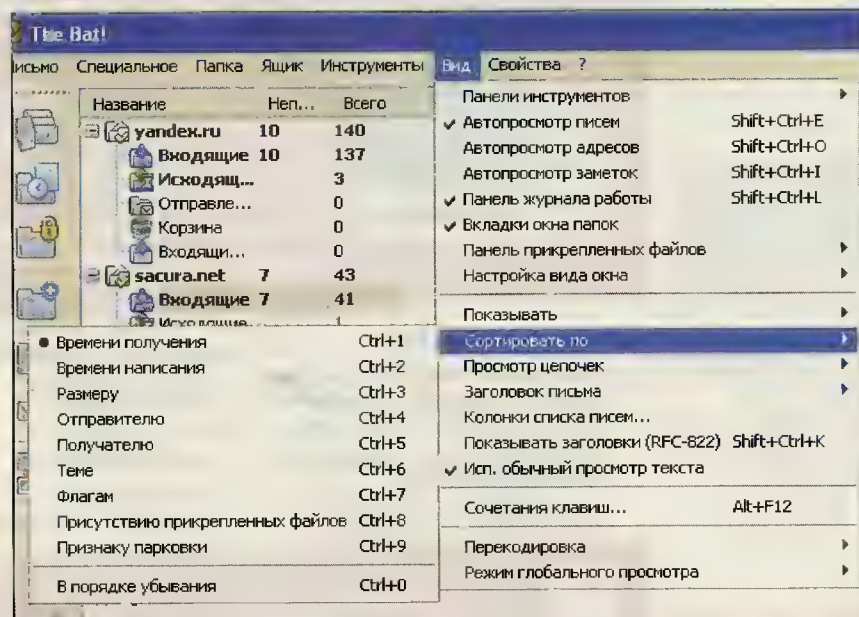 The Bat!
исьмо Специальное Папка Ящик Инструменты Вид Свойства ?
Название Неп... Всего
yandex.ru 10 140
Входящие 10 137
Исходящ... 3
Отправле... 0
Корзина 0
Входящи... 0
sacura.net 7 43
Входящие 7 41
Исходящие... 1
Панели инструментов
Автопросмотр писем Shift+Ctrl+E
Автопросмотр адресов Shift+Ctrl+O
Автопросмотр заметок Shift+Ctrl+I
Панель журнала работы Shift+Ctrl+L
Вкладки окна папок
Панель прикрепленных файлов
Настройка вида окна
Показывать
Сортировать по
Просмотр цепочек
Заголовок письма
Колонки списка писем...
Показывать заголовки (RFC-822) Shift+Ctrl+K
Исп. обычный просмотр текста
Сочетания клавиш... Alt+F12
Перекодировка
Режим глобального просмотра
Времени получения Ctrl+1
Времени написания Ctrl+2
Размеру Ctrl+3
Отправителю Ctrl+4
Получателю Ctrl+5
Теме Ctrl+6
Флагам Ctrl+7
Присутствию прикрепленных файлов Ctrl+8
Признаку парковки Ctrl+9
В порядке убывания Ctrl+0